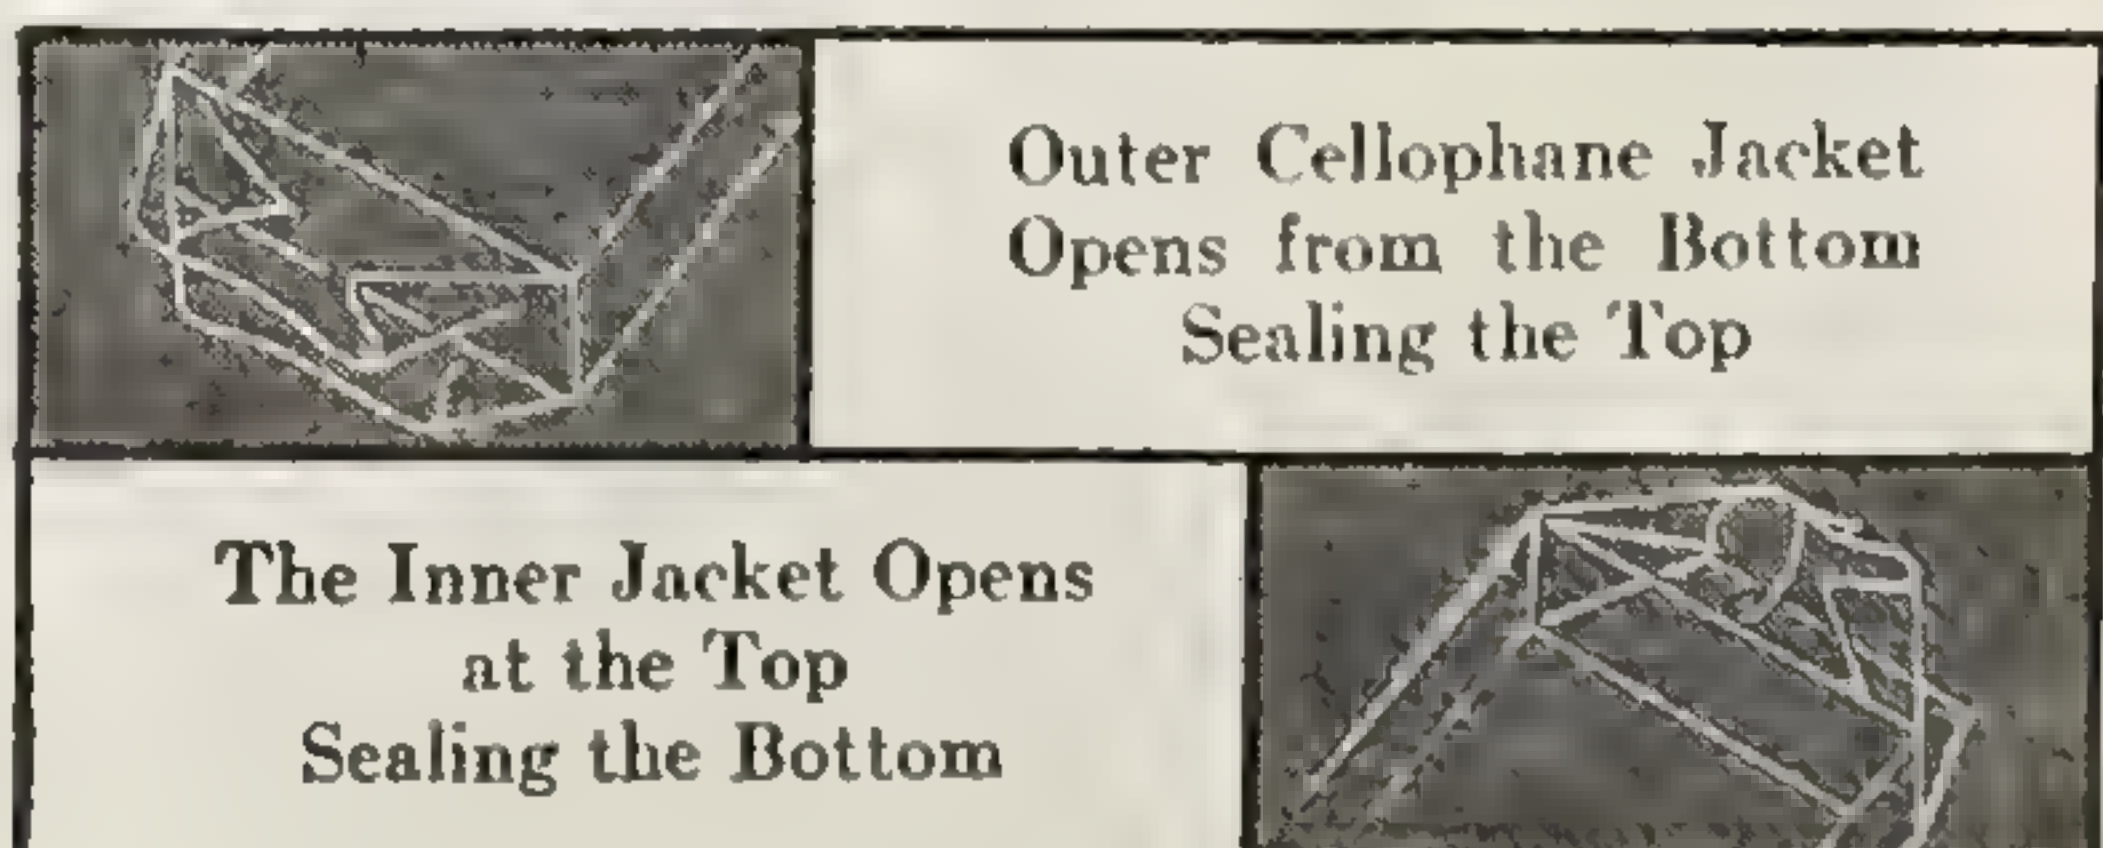 Outer Cellophane Jacket
Opens from the Bottom
Sealing the Top
The Inner Jacket Opens
at the Top
Sealing the Bottom